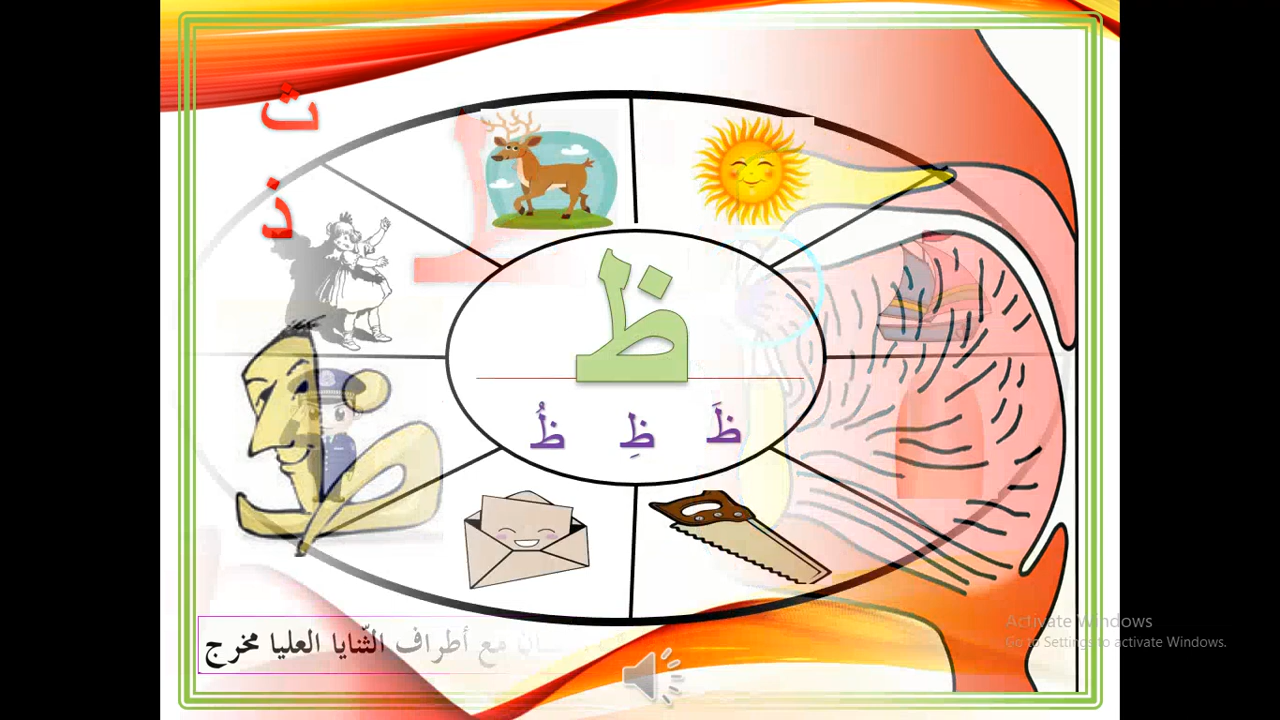 ث
ذ
ظ
ظَ ظِ ظُ
مع أطراف الثّنايا العليا مخرج
Activate Windows
Go to Settings to activate Windows.